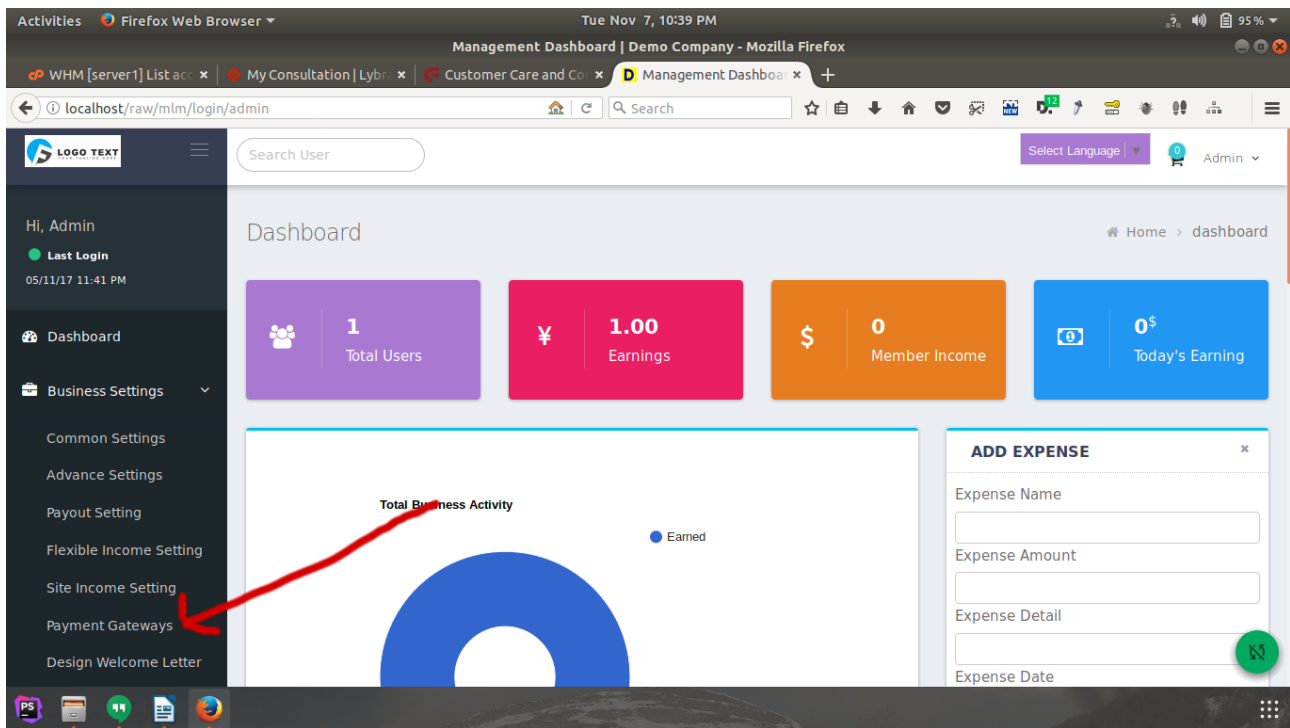 Activities Firefox Web Browser Tue Nov 7, 10:39 PM 95 %
Management Dashboard | Demo Company - Mozilla Firefox
WHM [server1] List acc My Consultation | Lybra Customer Care and Co Management Dashboa
localhost/raw/mlm/login/admin Search 12
LOGO TEXT Search User Select Language 0 Admin
Hi, Admin
Last Login
05/11/17 11:41 PM
Dashboard Home > dashboard
1
Total Users
¥ 1.00
Earnings
$ 0
Member Income
0$
Today's Earning
Dashboard
Business Settings
Common Settings
Advance Settings
Payout Setting
Flexible Income Setting
Site Income Setting
Payment Gateways
Design Welcome Letter
Total Business Activity
Earned
ADD EXPENSE
Expense Name
Expense Amount
Expense Detail
Expense Date
PS